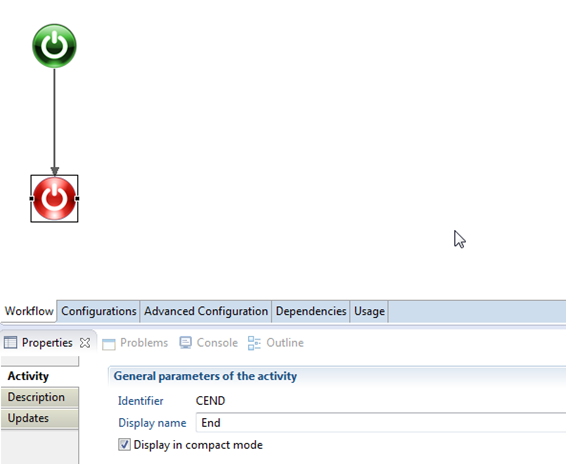 Workflow Configurations Advanced Configuration Dependencies Usage
Properties Problems Console Outline
Activity
General parameters of the activity
Description
Identifier CEND
Updates
Display name End
Display in compact mode